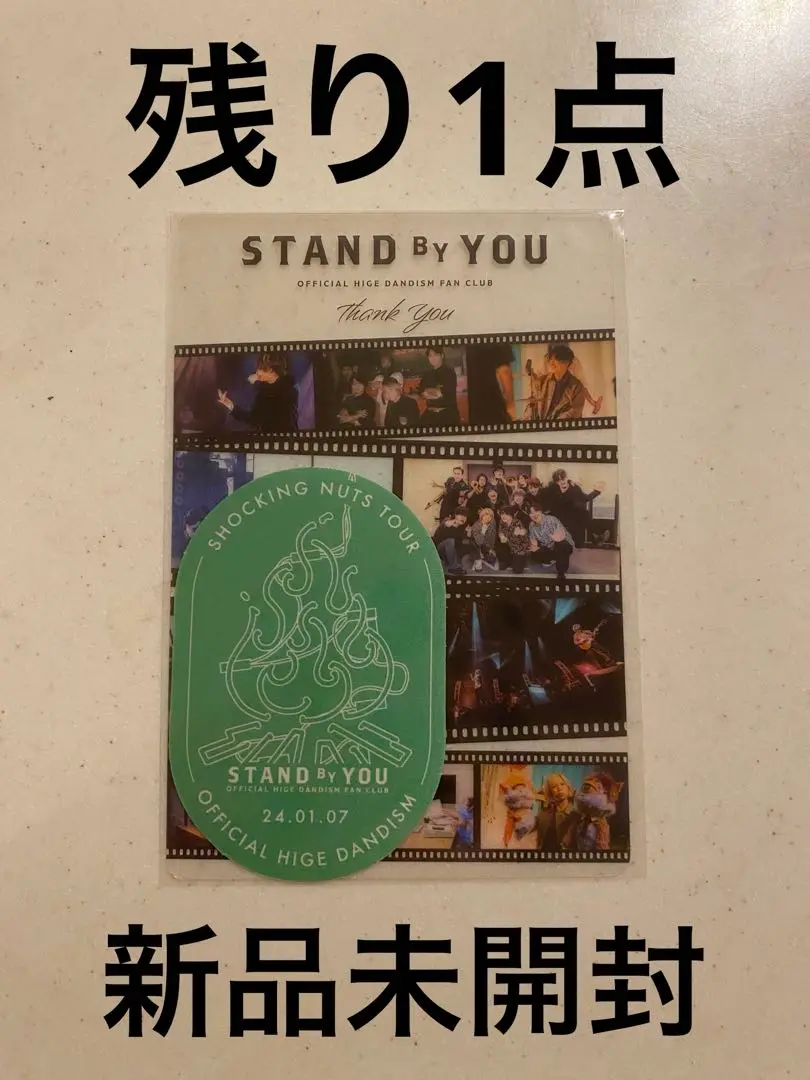 残り1点
STAND BY YOU
OFFICIAL HIGE DANDISM FAN CLUB
Thank You
SHOCKING NUTS TOUR
STAND BY YOU
OFFICIAL HIGE DANDISM FAN CLUB
24.01.07
OFFICIAL HIGE DANDISM
新品未開封